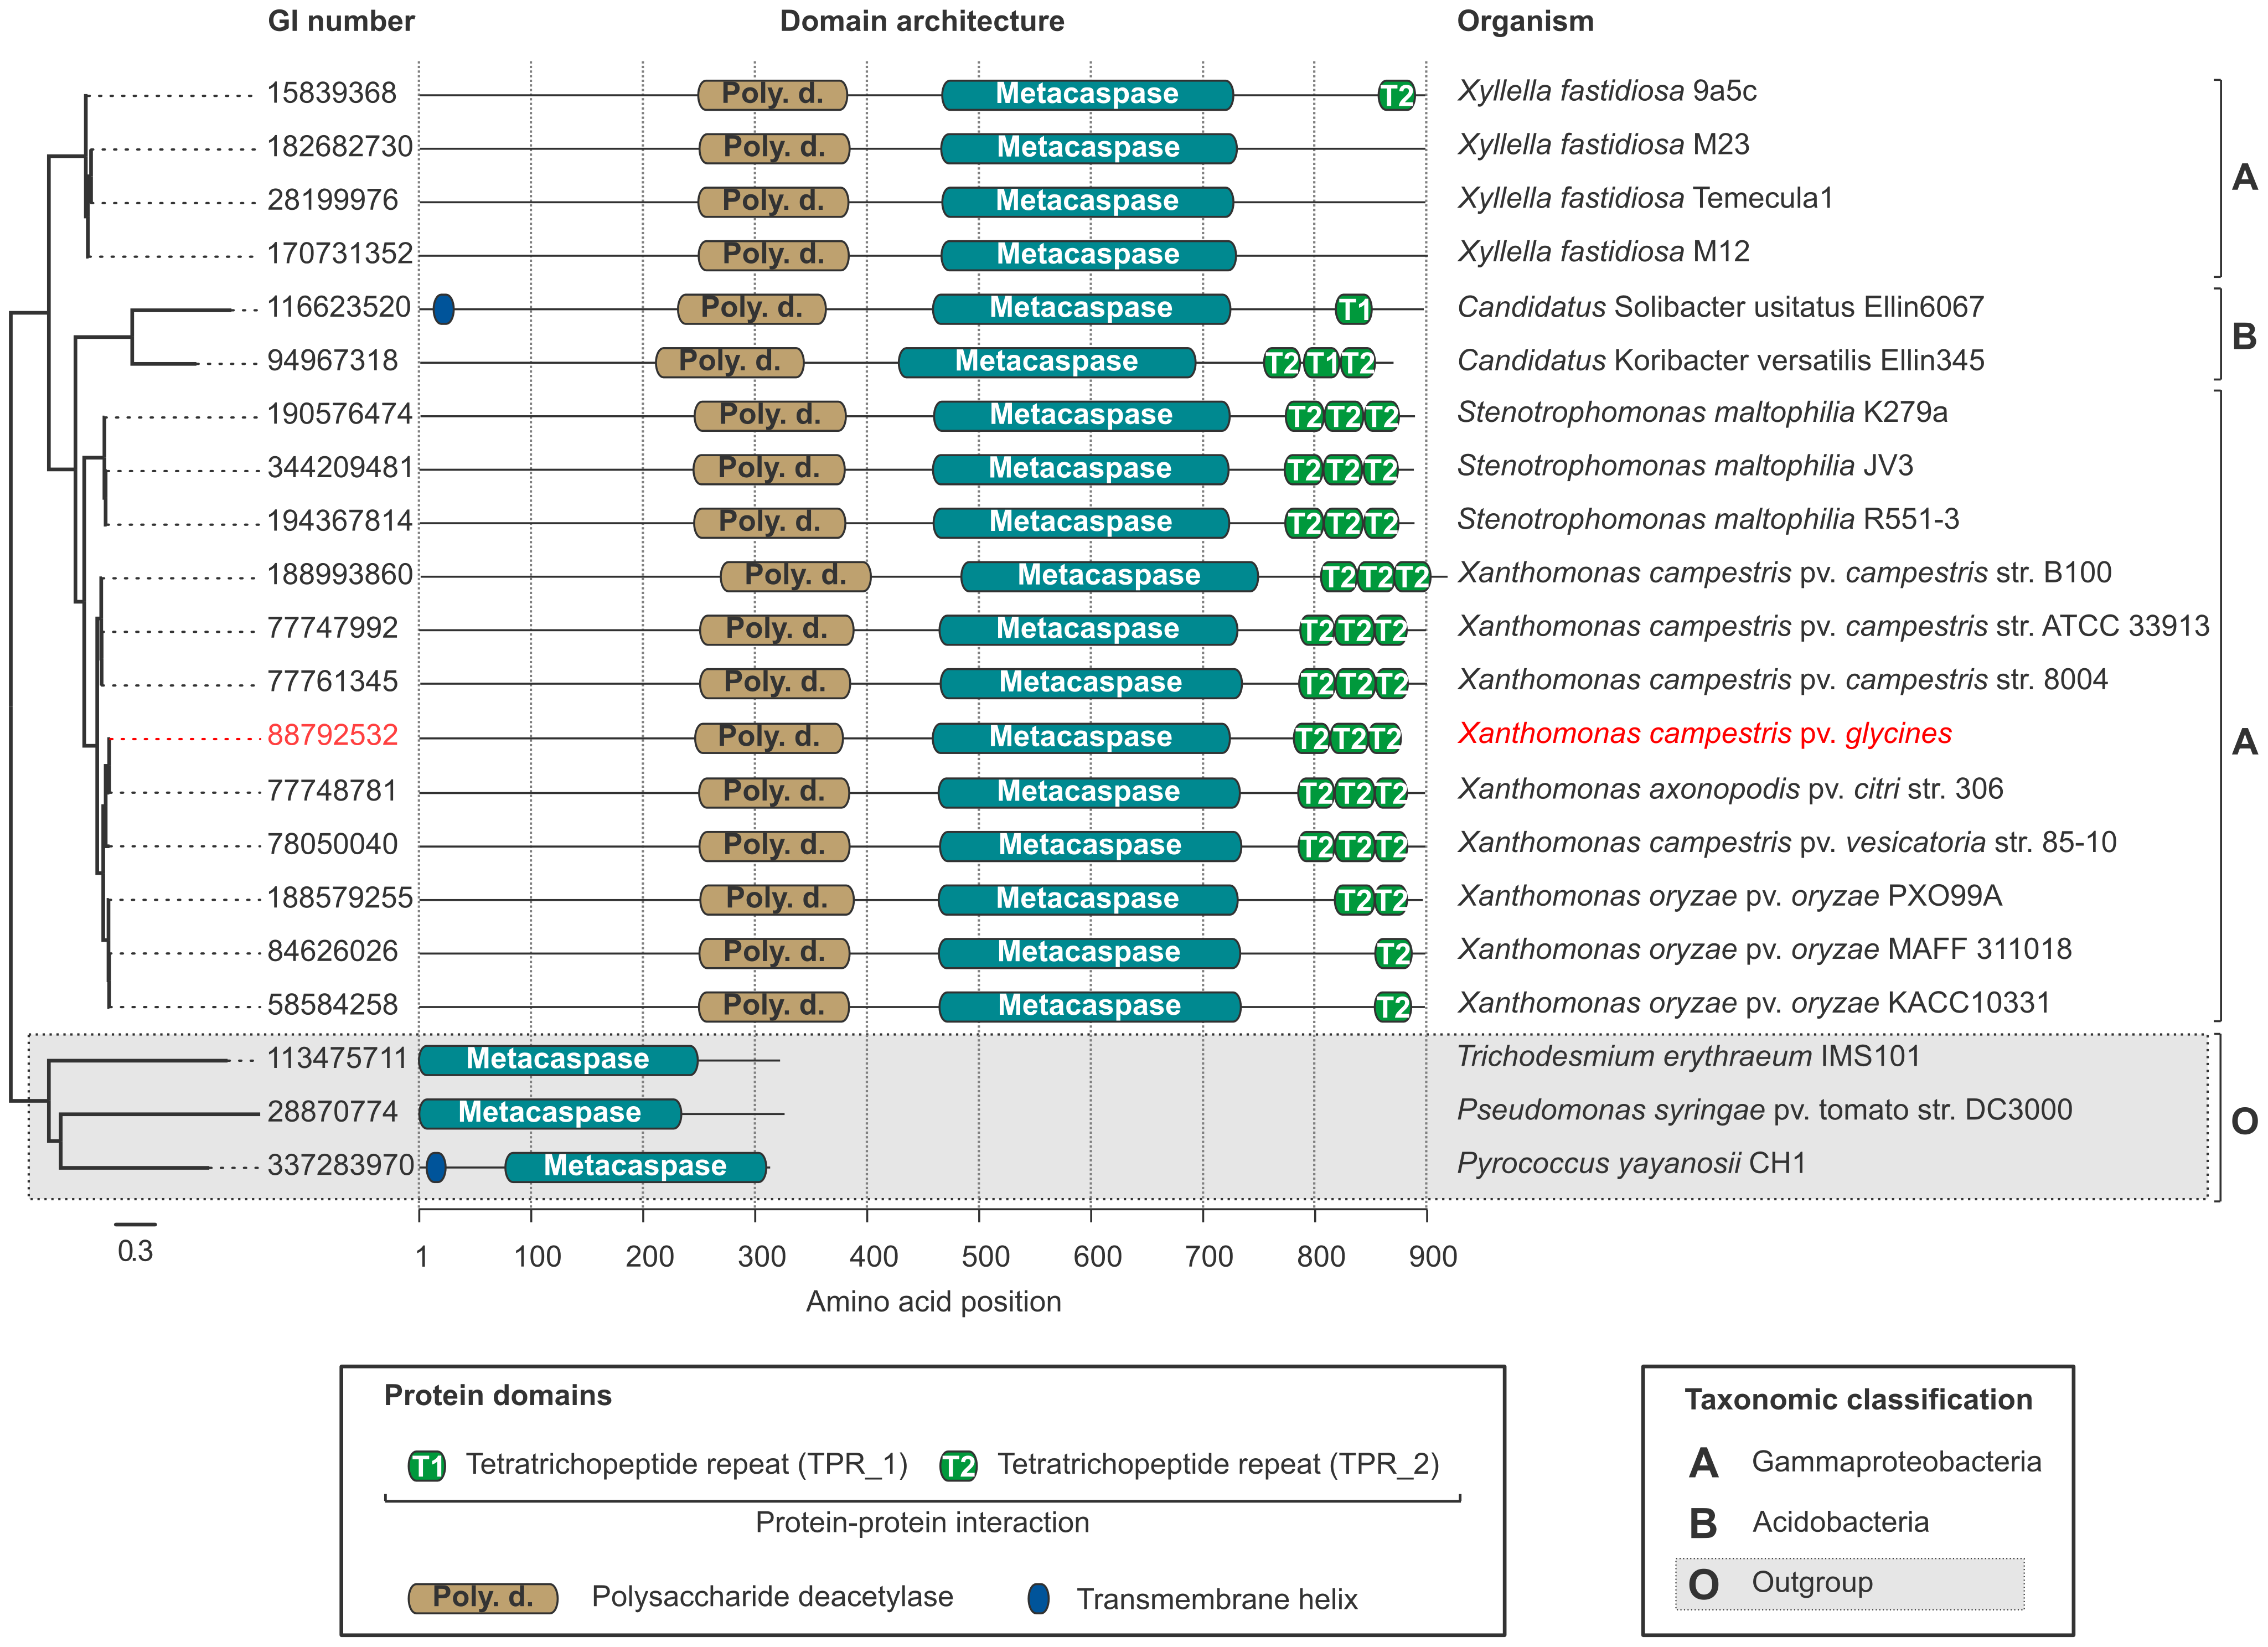 GI number Domain architecture Organism
15839368 Poly. d. Metacaspase T2 Xyllella fastidiosa 9a5c
182682730 Poly. d. Metacaspase Xyllella fastidiosa M23
28199976 Poly. d. Metacaspase Xyllella fastidiosa Temecula1
170731352 Poly. d. Metacaspase Xyllella fastidiosa M12
A
116623520 Poly. d. Metacaspase T1 Candidatus Solibacter usitatus Ellin6067
94967318 Poly. d. Metacaspase T2 T1 T2 Candidatus Koribacter versatilis Ellin345
B
190576474 Poly. d. Metacaspase T2 T2 T2 Stenotrophomonas maltophilia K279a
344209481 Poly. d. Metacaspase T2 T2 T2 Stenotrophomonas maltophilia JV3
194367814 Poly. d. Metacaspase T2 T2 T2 Stenotrophomonas maltophilia R551-3
188993860 Poly. d. Metacaspase T2 T2 T2 Xanthomonas campestris pv. campestris str. B100
77747992 Poly. d. Metacaspase T2 T2 T2 Xanthomonas campestris pv. campestris str. ATCC 33913
77761345 Poly. d. Metacaspase T2 T2 T2 Xanthomonas campestris pv. campestris str. 8004
88792532 Poly. d. Metacaspase T2 T2 T2 Xanthomonas campestris pv. glycines
A
77748781 Poly. d. Metacaspase T2 T2 T2 Xanthomonas axonopodis pv. citri str. 306
78050040 Poly. d. Metacaspase T2 T2 T2 Xanthomonas campestris pv. vesicatoria str. 85-10
188579255 Poly. d. Metacaspase T2 T2 Xanthomonas oryzae pv. oryzae PXO99A
84626026 Poly. d. Metacaspase T2 Xanthomonas oryzae pv. oryzae MAFF 311018
58584258 Poly. d. Metacaspase T2 Xanthomonas oryzae pv. oryzae KACC10331
113475711 Metacaspase Trichodesmium erythraeum IMS101
28870774 Metacaspase Pseudomonas syringae pv. tomato str. DC3000
O
337283970 Metacaspase Pyrococcus yayanosii CH1
0.3 1 100 200 300 400 500 600 700 800 900
Amino acid position
Protein domains
T1 Tetratrichopeptide repeat (TPR_1) T2 Tetratrichopeptide repeat (TPR_2)
Protein-protein interaction
Poly. d. Polysaccharide deacetylase Transmembrane helix
Taxonomic classification
A Gammaproteobacteria
B Acidobacteria
O Outgroup